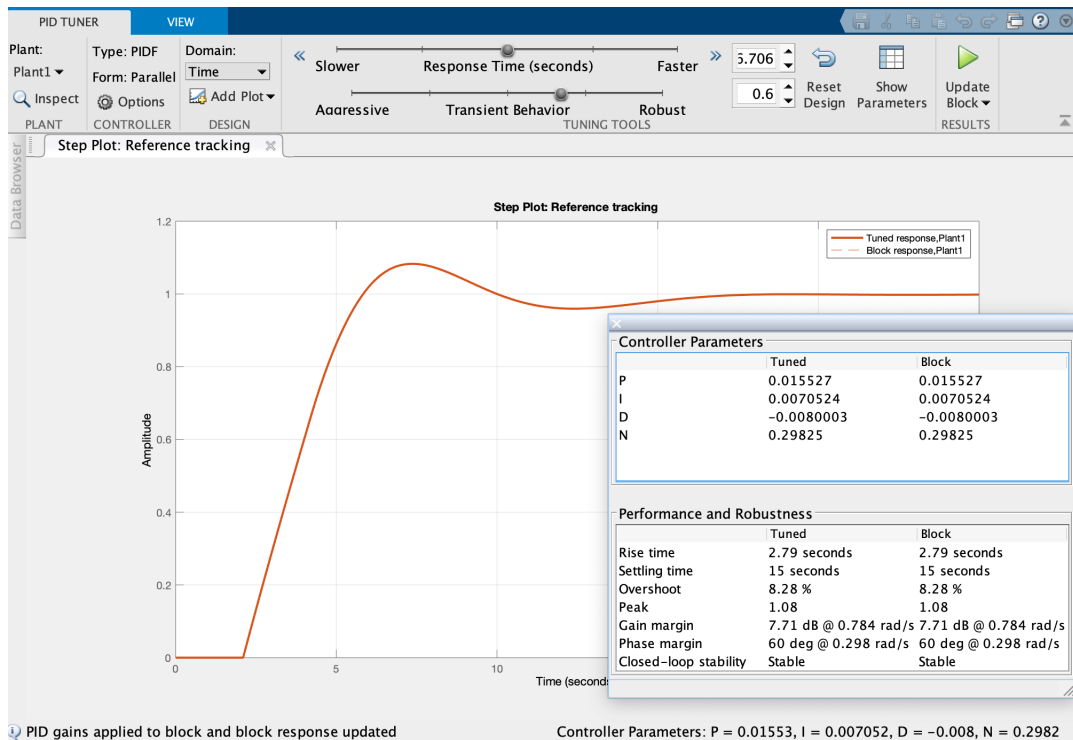 PID TUNER
VIEW
Plant:
Plant1
Inspect
PLANT
Type: PIDF
Form: Parallel
Options
CONTROLLER
Domain:
Time
Add Plot
DESIGN
Slower Response Time (seconds) Faster
Aggressive Transient Behavior Robust
TUNING TOOLS
5.706
0.6
Reset
Design
Show
Parameters
Update
Block
RESULTS
Data Browser
Step Plot: Reference tracking
Step Plot: Reference tracking
Tuned response,Plant1
Block response,Plant1
Amplitude
1.2
1
0.8
0.6
0.4
0.2
0
0 5 10
Time (seconds
Controller Parameters
Tuned Block
P 0.015527 0.015527
I 0.0070524 0.0070524
D -0.0080003 -0.0080003
N 0.29825 0.29825
Performance and Robustness
Tuned Block
Rise time 2.79 seconds 2.79 seconds
Settling time 15 seconds 15 seconds
Overshoot 8.28 % 8.28 %
Peak 1.08 1.08
Gain margin 7.71 dB @ 0.784 rad/s 7.71 dB @ 0.784 rad/s
Phase margin 60 deg @ 0.298 rad/s 60 deg @ 0.298 rad/s
Closed-loop stability Stable Stable
PID gains applied to block and block response updated
Controller Parameters: P = 0.01553, I = 0.007052, D = -0.008, N = 0.2982